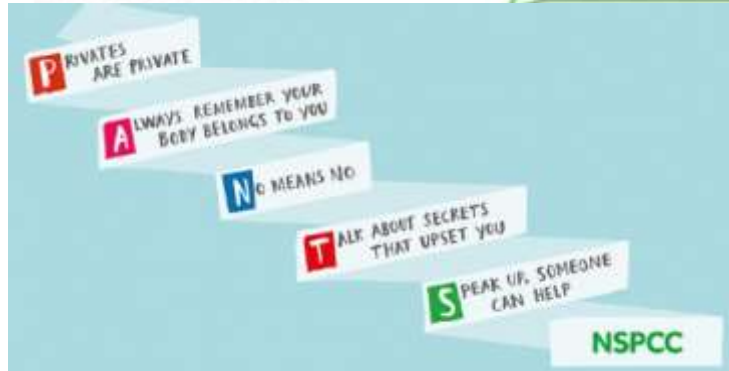 PRIVATES
ARE PRIVATE
ALWAYS REMEMBER YOUR
BODY BELONGS TO YOU
NO MEANS NO
TALK ABOUT SECRETS
THAT UPSET YOU
SPEAK UP, SOMEONE
CAN HELP
NSPCC